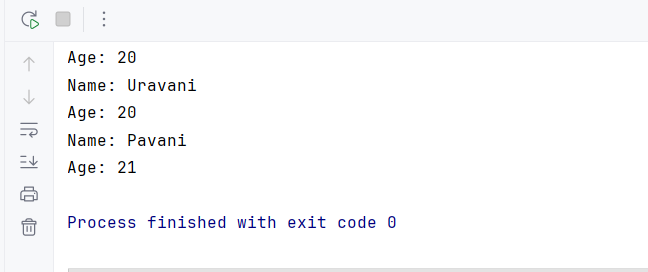 Age: 20
Name: Uravani
Age: 20
Name: Pavani
Age: 21
Process finished with exit code 0